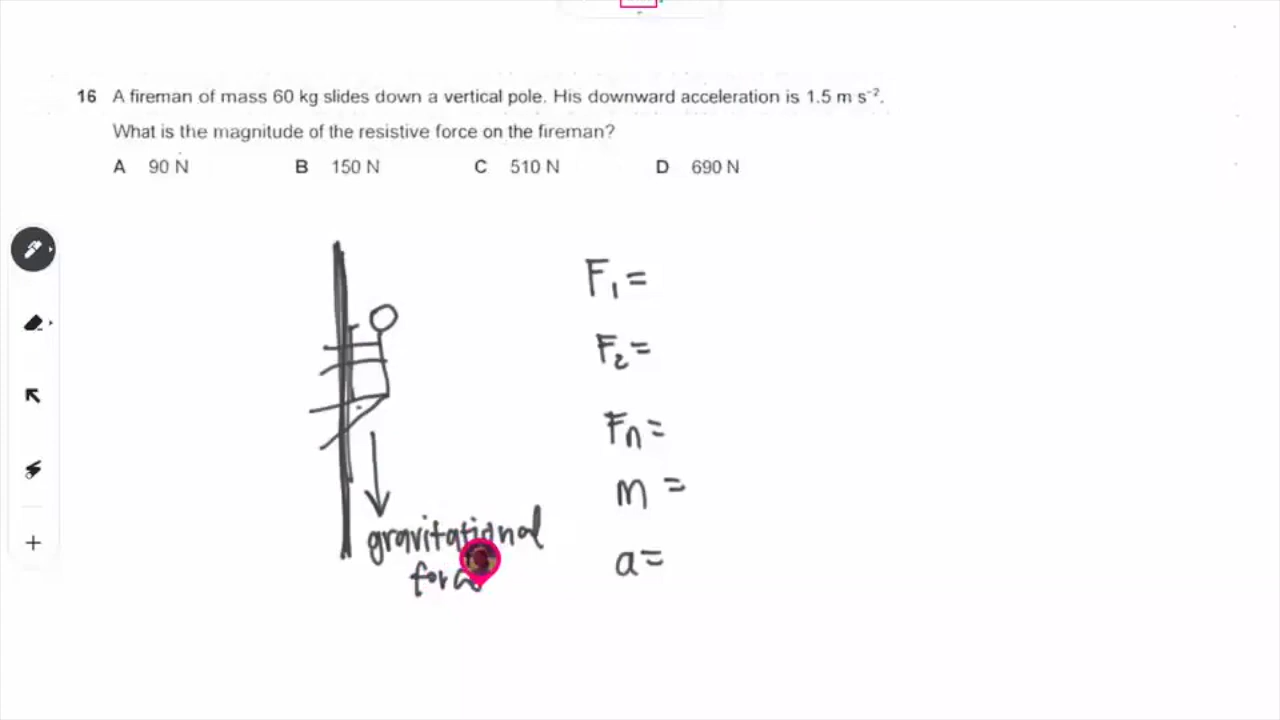 16 A fireman of mass 60 kg slides down a vertical pole. His downward acceleration is 1.5 m s⁻².
What is the magnitude of the resistive force on the fireman?
A 90 N B 150 N C 510 N D 690 N
F₁ =
F₂ =
Fn =
m =
a =
gravitational